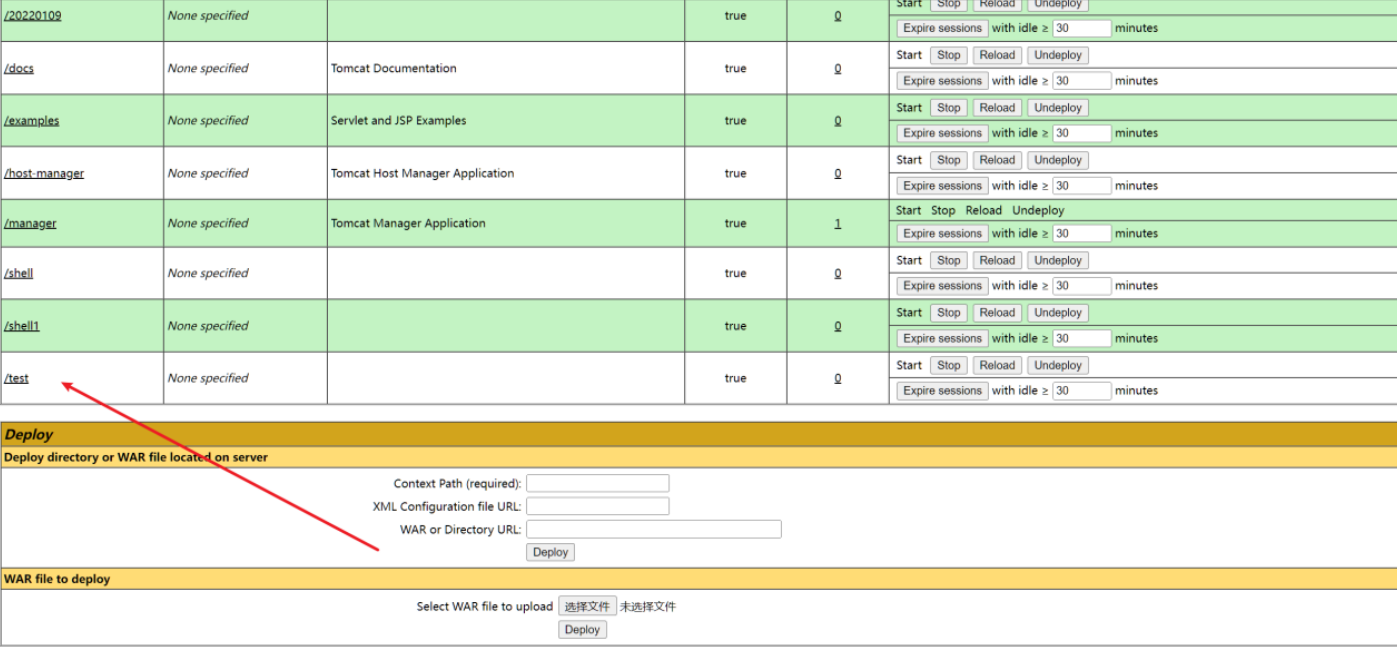 Start Stop Reload Undeploy
/20220109 None specified true 0
Expire sessions with idle ≥ 30 minutes
Start Stop Reload Undeploy
/docs None specified Tomcat Documentation true 0
Expire sessions with idle ≥ 30 minutes
Start Stop Reload Undeploy
/examples None specified Servlet and JSP Examples true 0
Expire sessions with idle ≥ 30 minutes
Start Stop Reload Undeploy
/host-manager None specified Tomcat Host Manager Application true 0
Expire sessions with idle ≥ 30 minutes
Start Stop Reload Undeploy
/manager None specified Tomcat Manager Application true 1
Expire sessions with idle ≥ 30 minutes
Start Stop Reload Undeploy
/shell None specified true 0
Expire sessions with idle ≥ 30 minutes
Start Stop Reload Undeploy
/shell1 None specified true 0
Expire sessions with idle ≥ 30 minutes
Start Stop Reload Undeploy
/test None specified true 0
Expire sessions with idle ≥ 30 minutes
Deploy
Deploy directory or WAR file located on server
Context Path (required):
XML Configuration file URL:
WAR or Directory URL:
Deploy
WAR file to deploy
Select WAR file to upload 选择文件 未选择文件
Deploy